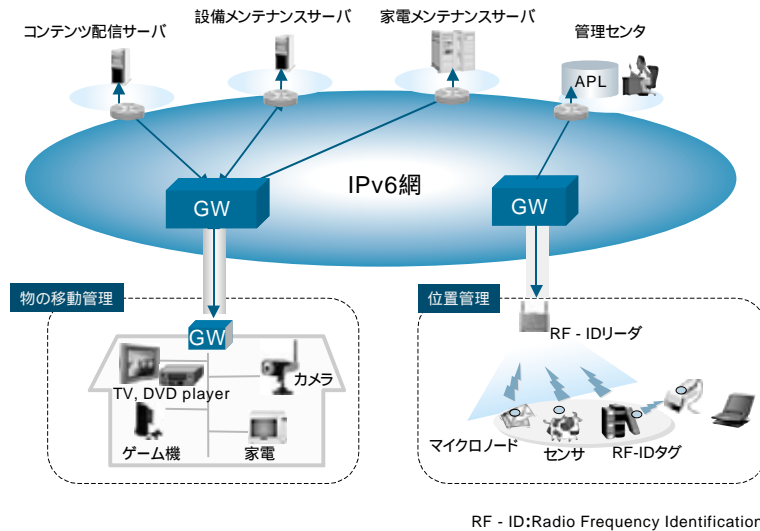 コンテンツ配信サーバ
設備メンテナンスサーバ
家電メンテナンスサーバ
管理センタ
APL
IPv6網
GW
GW
物の移動管理
位置管理
GW
RF - IDリーダ
TV, DVD player
カメラ
ゲーム機
家電
マイクロノード
センサ
RF-IDタグ
RF - ID:Radio Frequency Identification